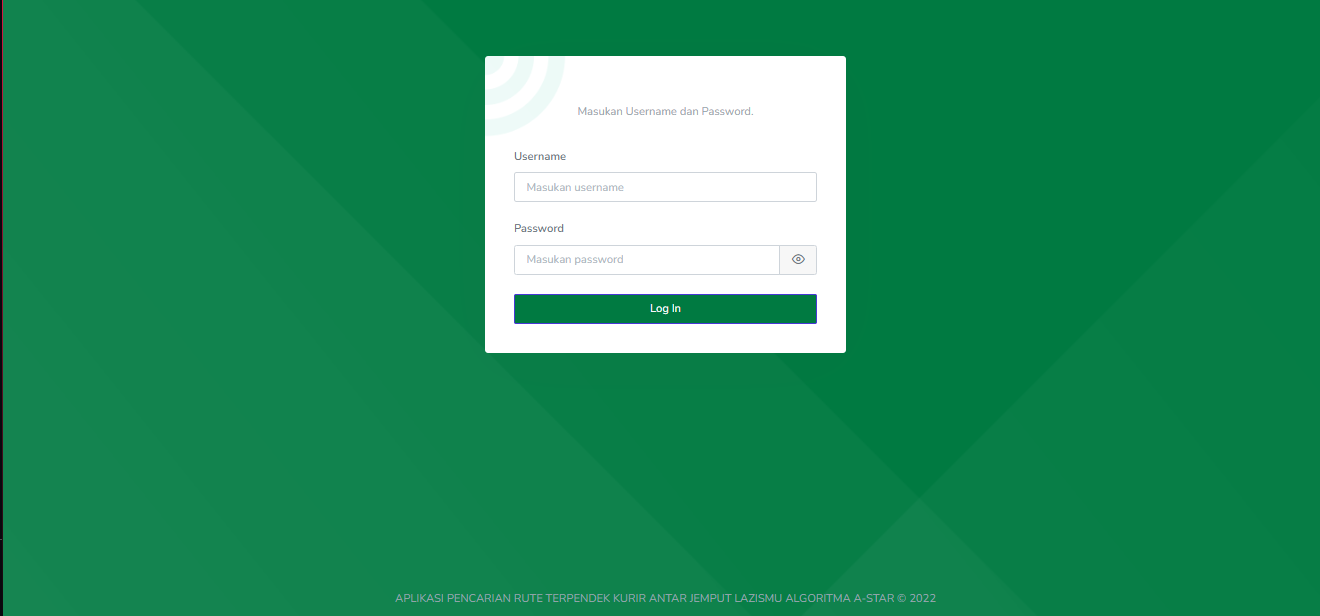 Masukan Username dan Password.
Username
Masukan username
Password
Masukan password
Log In
APLIKASI PENCARIAN RUTE TERPENDEK KURIR ANTAR JEMPUT LAZISMU ALGORITMA A-STAR © 2022